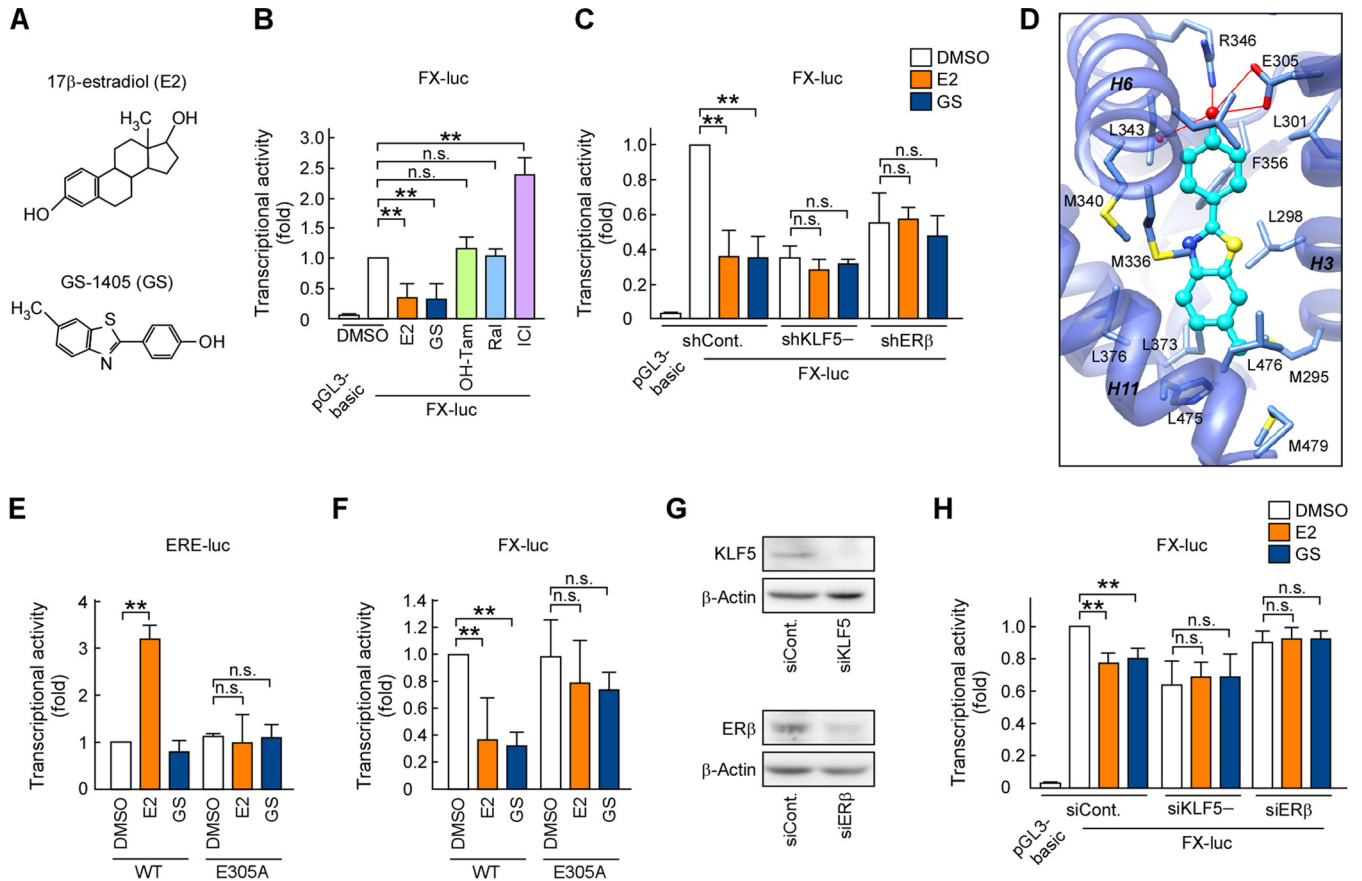 A
17β-estradiol (E2)
H₃C
OH
HO
GS-1405 (GS)
H₃C
S
N
OH
B
FX-luc
Transcriptional activity
(fold)
3.0
2.5
2.0
1.5
1.0
0.5
0
**
n.s.
n.s.
**
**
DMSO
E2
GS
OH-Tam
Ral
ICI
pGL3-
basic
FX-luc
C
FX-luc
DMSO
E2
GS
Transcriptional activity
(fold)
1.0
0.8
0.6
0.4
0.2
0
**
**
n.s.
n.s.
n.s.
n.s.
pGL3-
basic
shCont.
shKLF5–
shERβ
FX-luc
D
R346
E305
H6
L343
L301
F356
M340
L298
M336
H3
L376
L373
L476
M295
H11
L475
M479
E
ERE-luc
Transcriptional activity
(fold)
4
3
2
1
0
**
n.s.
n.s.
DMSO
E2
GS
DMSO
E2
GS
WT
E305A
F
FX-luc
Transcriptional activity
(fold)
1.4
1.2
1.0
0.8
0.6
0.4
0.2
0
**
**
n.s.
n.s.
DMSO
E2
GS
DMSO
E2
GS
WT
E305A
G
KLF5
β-Actin
siCont.
siKLF5
ERβ
β-Actin
siCont.
siERβ
H
FX-luc
DMSO
E2
GS
Transcriptional activity
(fold)
1.0
0.8
0.6
0.4
0.2
0
**
**
n.s.
n.s.
n.s.
n.s.
pGL3-
basic
siCont.
siKLF5–
siERβ
FX-luc